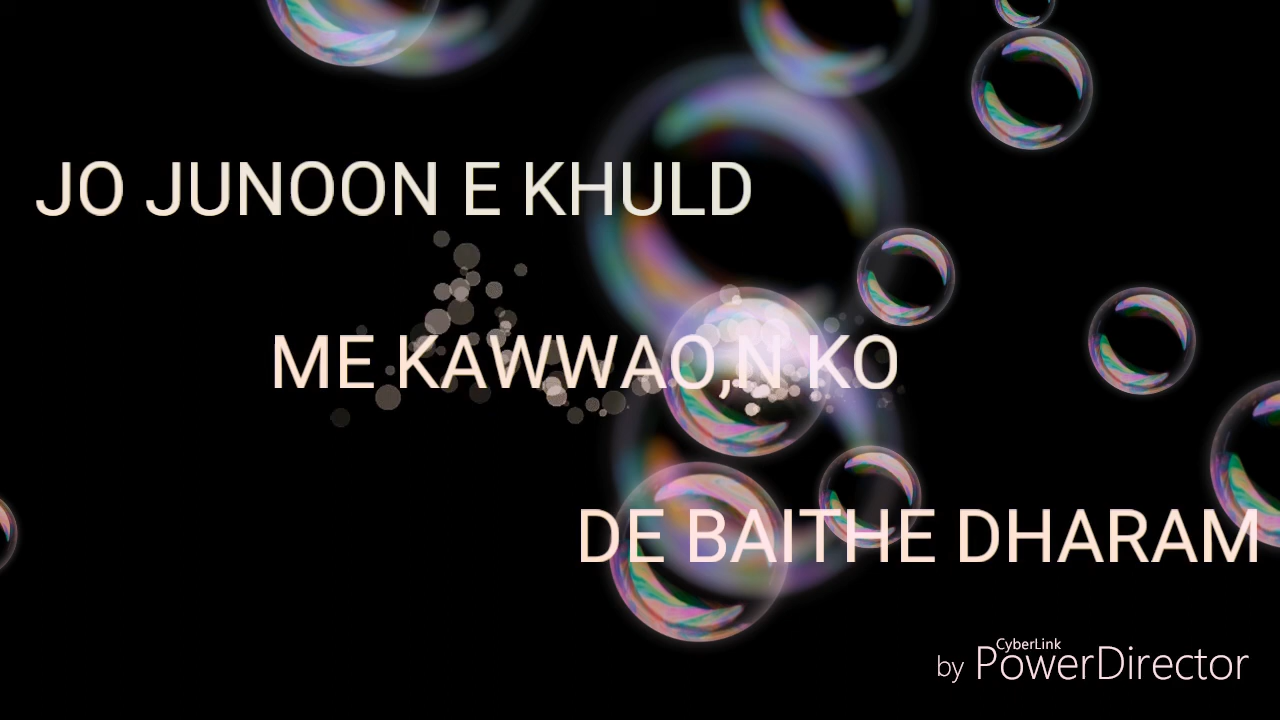 JO JUNOON E KHULD
ME KAWWAO,N KO
DE BAITHE DHARAM
by CyberLink PowerDirector